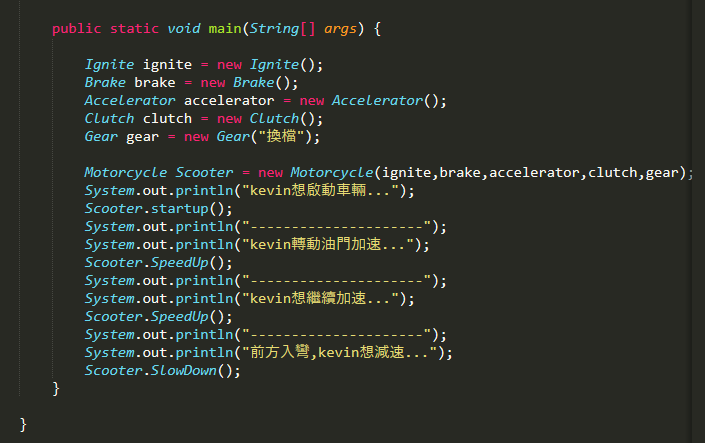 public static void main(String[] args) {
Ignite ignite = new Ignite();
Brake brake = new Brake();
Accelerator accelerator = new Accelerator();
Clutch clutch = new Clutch();
Gear gear = new Gear("換檔");
Motorcycle Scooter = new Motorcycle(ignite,brake,accelerator,clutch,gear);
System.out.println("kevin想啟動車輛...");
Scooter.startup();
System.out.println("---------------------");
System.out.println("kevin轉動油門加速...");
Scooter.SpeedUp();
System.out.println("---------------------");
System.out.println("kevin想繼續加速...");
Scooter.SpeedUp();
System.out.println("---------------------");
System.out.println("前方入彎,kevin想減速...");
Scooter.SlowDown();
}
}